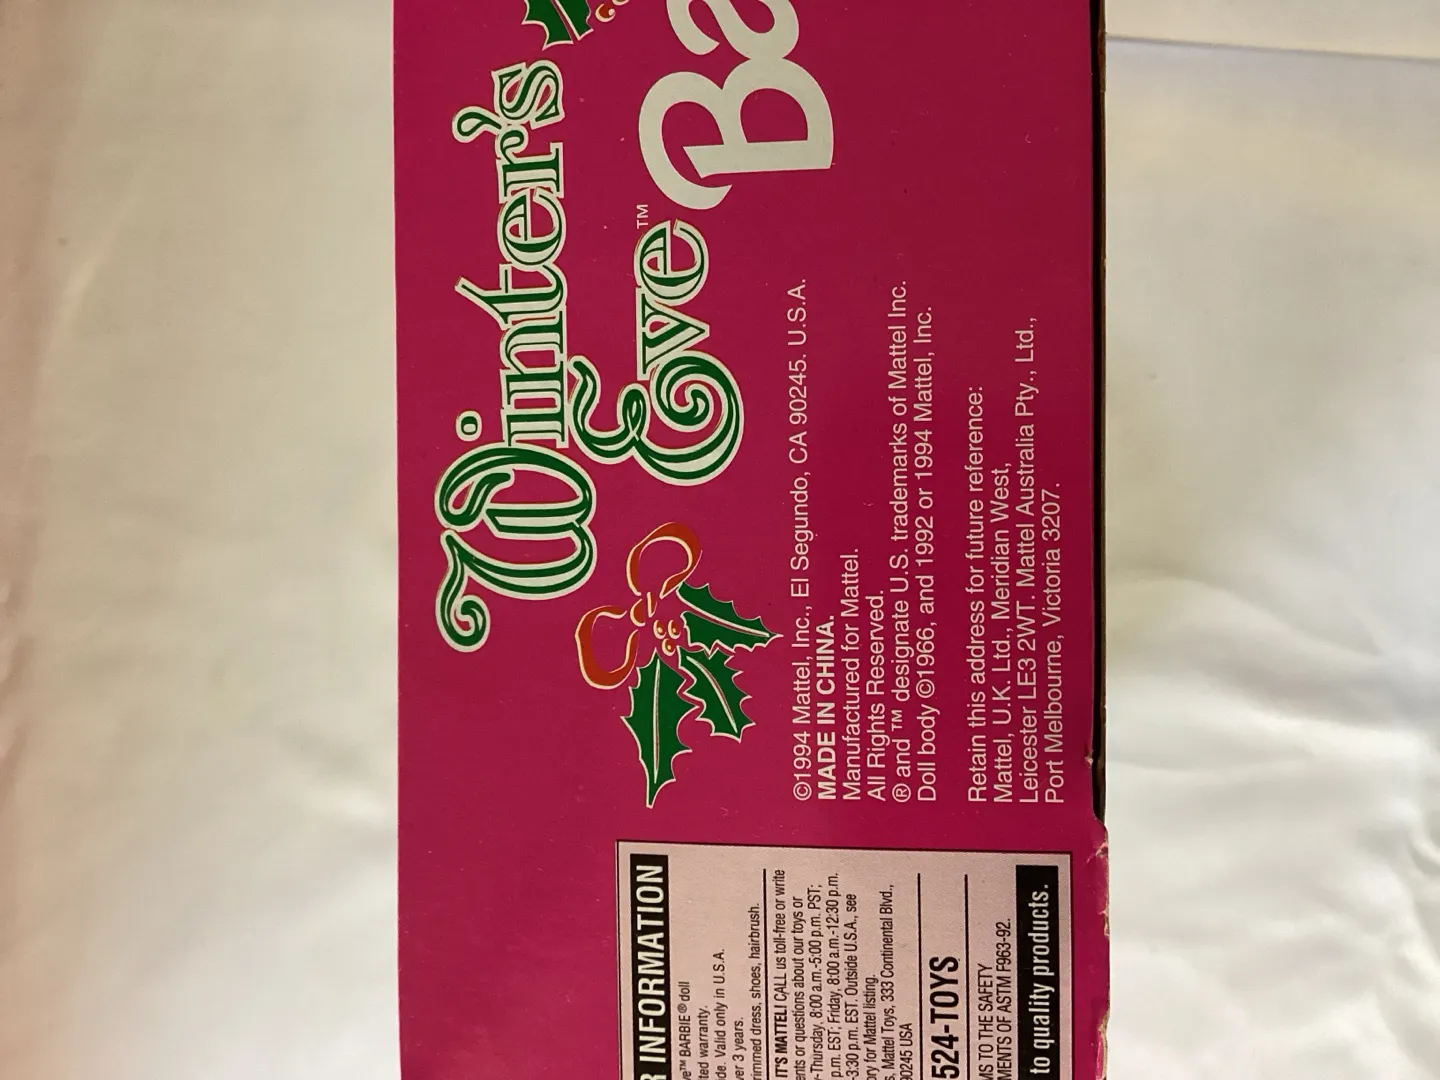 Winter's
Eve™
©1994 Mattel, Inc., El Segundo, CA 90245. U.S.A.
MADE IN CHINA.
Manufactured for Mattel.
All Rights Reserved.
® and ™ designate U.S. trademarks of Mattel Inc.
Doll body ©1966, and 1992 or 1994 Mattel, Inc.
Retain this address for future reference:
Mattel, U.K. Ltd., Meridian West,
Leicester LE3 2WT. Mattel Australia Pty., Ltd.,
Port Melbourne, Victoria 3207.
INFORMATION
BARBIE® doll
warranty.
Valid only in U.S.A.
3 years.
dress, shoes, hairbrush.
IT'S MATTEL! CALL us toll-free or write
or questions about our toys or
Thursday, 8:00 a.m.-5:00 p.m. PST;
p.m. EST; Friday, 8:00 a.m.-12:30 p.m.
-3:30 p.m. EST. Outside U.S.A., see
for Mattel listing.
Mattel Toys, 333 Continental Blvd.,
90245 USA
524-TOYS
TO THE SAFETY
OF ASTM F963-92.
to quality products.